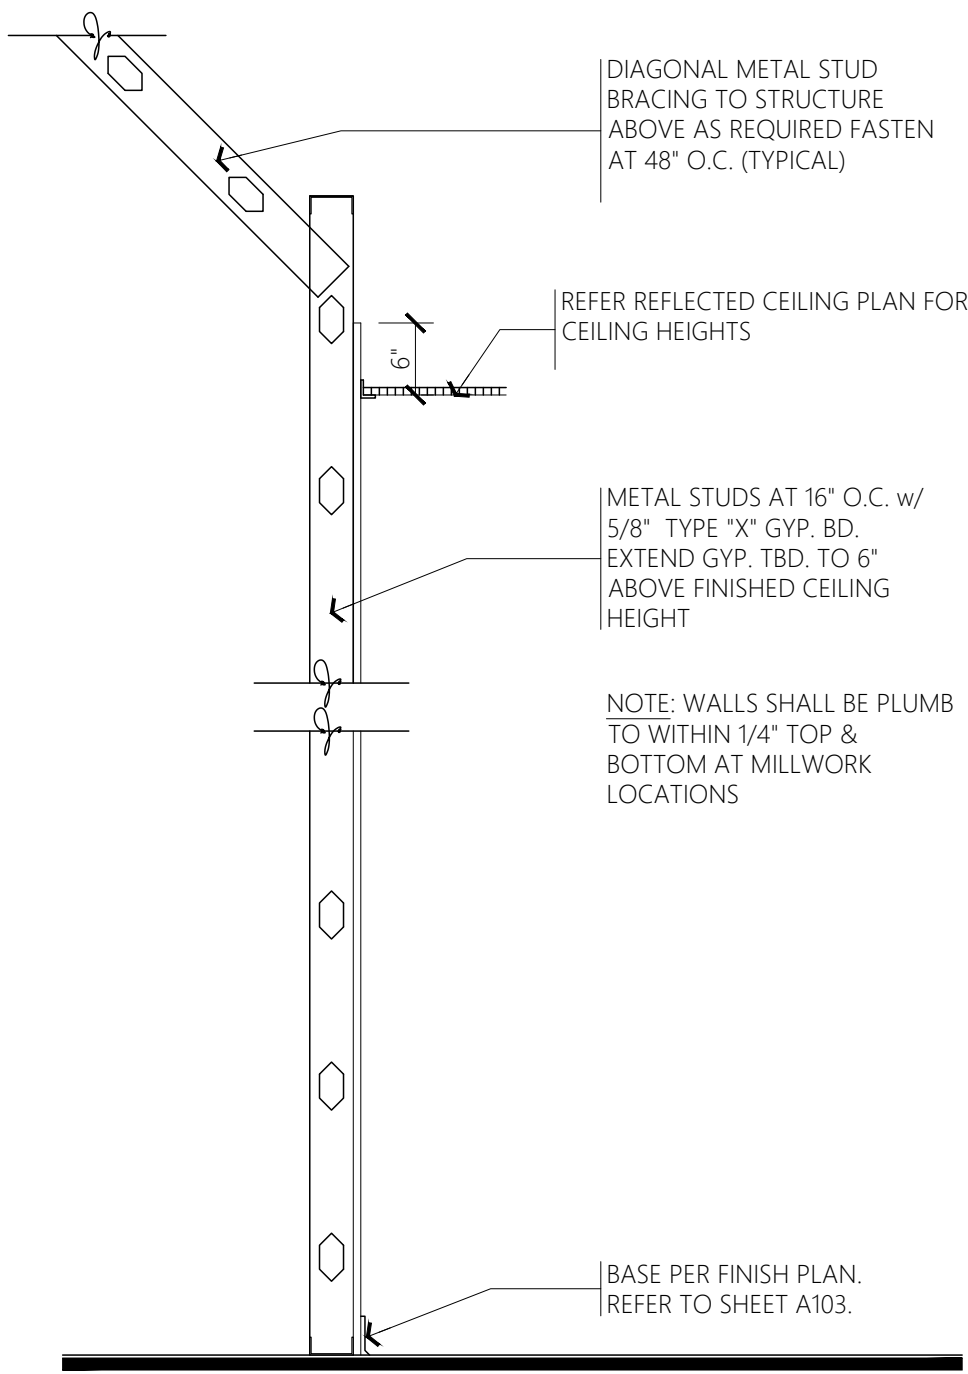 DIAGONAL METAL STUD
BRACING TO STRUCTURE
ABOVE AS REQUIRED FASTEN
AT 48" O.C. (TYPICAL)
REFER REFLECTED CEILING PLAN FOR
CEILING HEIGHTS
6"
METAL STUDS AT 16" O.C. w/
5/8" TYPE "X" GYP. BD.
EXTEND GYP. TBD. TO 6"
ABOVE FINISHED CEILING
HEIGHT
NOTE: WALLS SHALL BE PLUMB
TO WITHIN 1/4" TOP &
BOTTOM AT MILLWORK
LOCATIONS
BASE PER FINISH PLAN.
REFER TO SHEET A103.